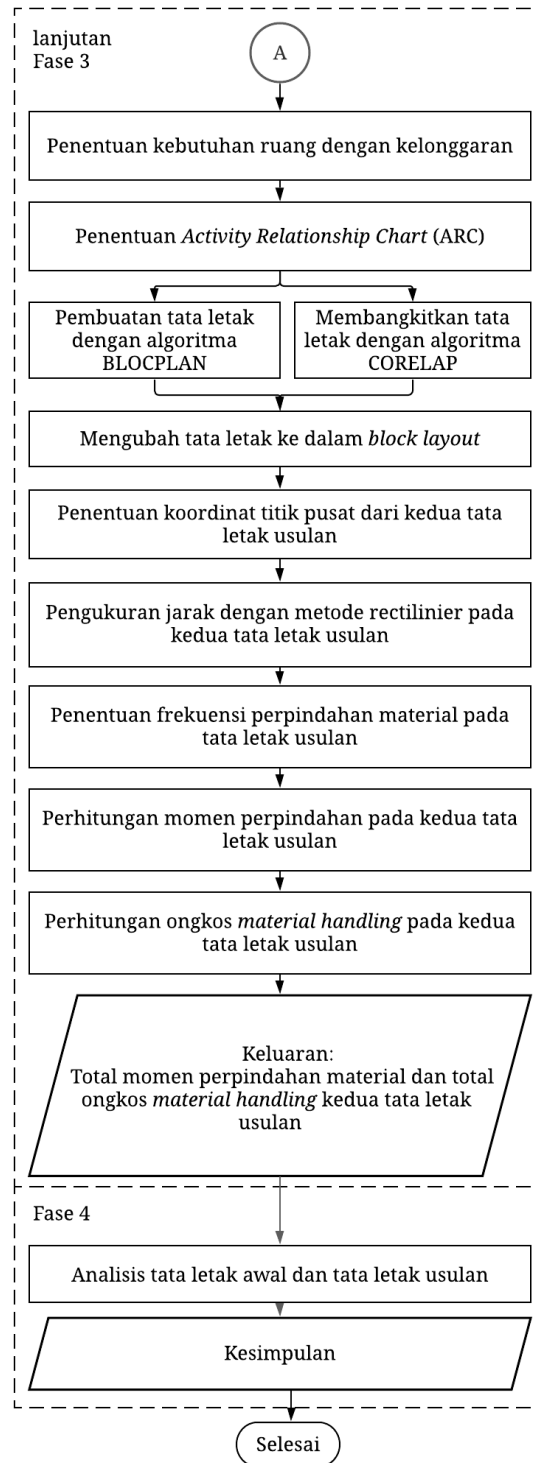 lanjutan
Fase 3
A
Penentuan kebutuhan ruang dengan kelonggaran
Penentuan Activity Relationship Chart (ARC)
Pembuatan tata letak
dengan algoritma
BLOCPLAN
Membangkitkan tata
letak dengan algoritma
CORELAP
Mengubah tata letak ke dalam block layout
Penentuan koordinat titik pusat dari kedua tata
letak usulan
Pengukuran jarak dengan metode rectilinier pada
kedua tata letak usulan
Penentuan frekuensi perpindahan material pada
tata letak usulan
Perhitungan momen perpindahan pada kedua tata
letak usulan
Perhitungan ongkos material handling pada kedua
tata letak usulan
Keluaran:
Total momen perpindahan material dan total
ongkos material handling kedua tata letak
usulan
Fase 4
Analisis tata letak awal dan tata letak usulan
Kesimpulan
Selesai